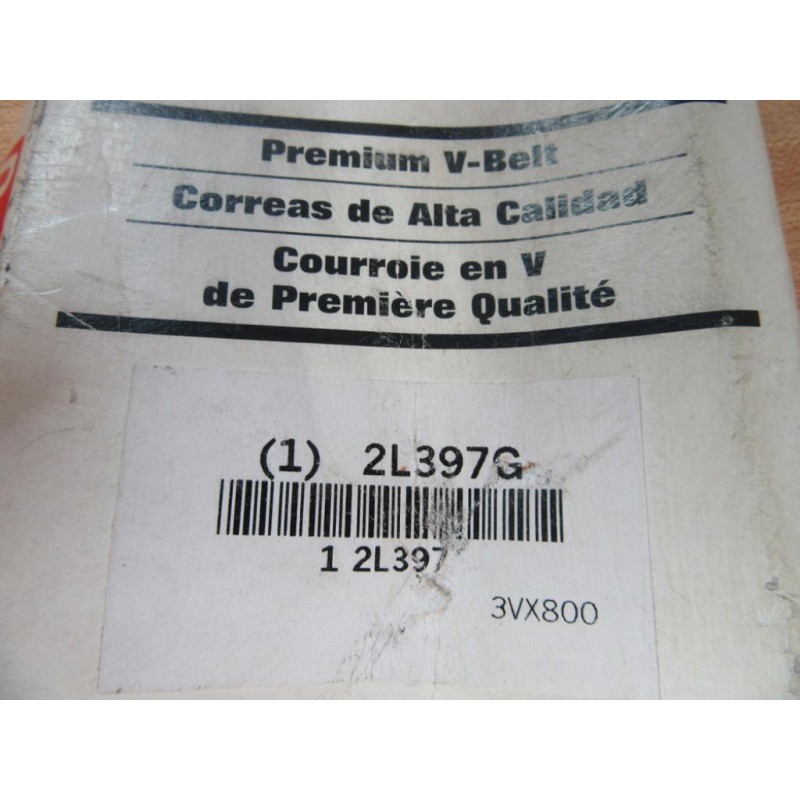 Premium V-Belt
Correas de Alta Calidad
Courroie en V
de Première Qualité
(1) 2L397G
1 2L397
3VX800